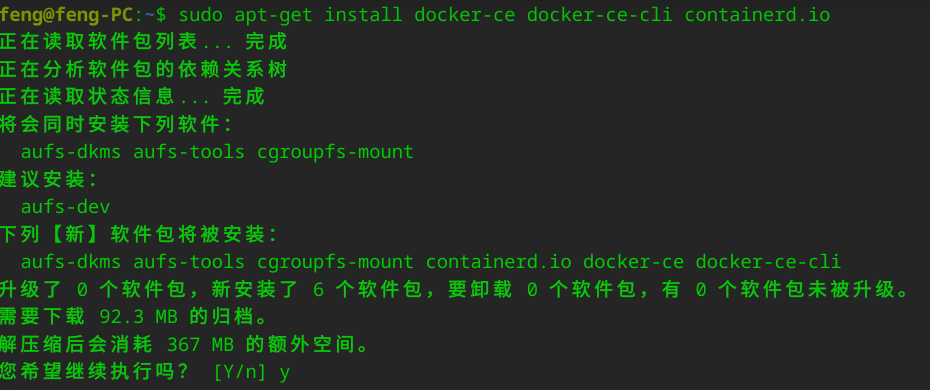 feng@feng-PC:~$ sudo apt-get install docker-ce docker-ce-cli containerd.io
正在读取软件包列表... 完成
正在分析软件包的依赖关系树
正在读取状态信息... 完成
将会同时安装下列软件：
  aufs-dkms aufs-tools cgroupfs-mount
建议安装：
  aufs-dev
下列【新】软件包将被安装：
  aufs-dkms aufs-tools cgroupfs-mount containerd.io docker-ce docker-ce-cli
升级了 0 个软件包，新安装了 6 个软件包，要卸载 0 个软件包，有 0 个软件包未被升级。
需要下载 92.3 MB 的归档。
解压缩后会消耗 367 MB 的额外空间。
您希望继续执行吗？ [Y/n] y